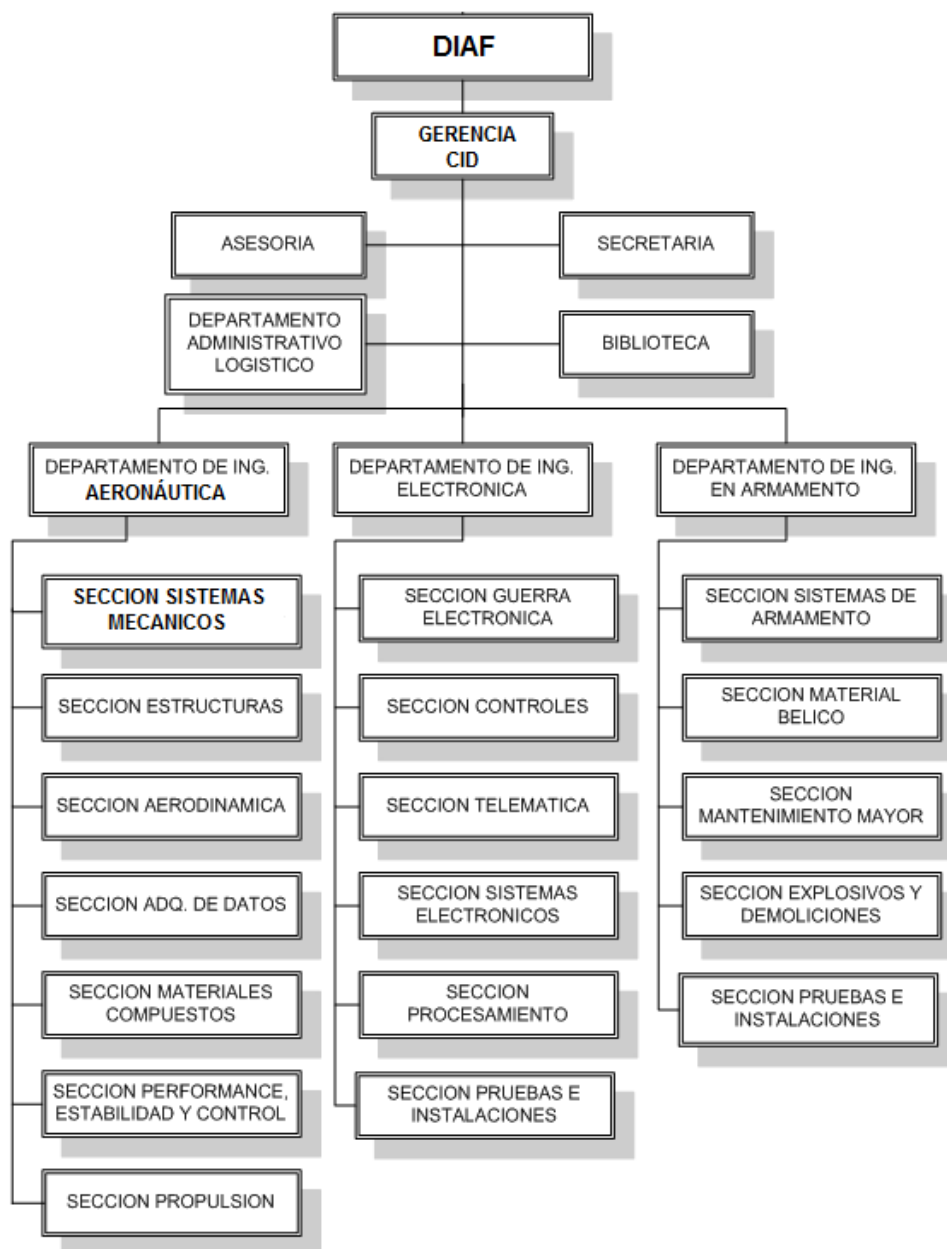 DIAF
GERENCIA
CID
ASESORIA
SECRETARIA
DEPARTAMENTO
ADMINISTRATIVO
LOGISTICO
BIBLIOTECA
DEPARTAMENTO DE ING.
AERONÁUTICA
DEPARTAMENTO DE ING.
ELECTRONICA
DEPARTAMENTO DE ING.
EN ARMAMENTO
SECCION SISTEMAS
MECANICOS
SECCION ESTRUCTURAS
SECCION AERODINAMICA
SECCION ADQ. DE DATOS
SECCION MATERIALES
COMPUESTOS
SECCION PERFORMANCE,
ESTABILIDAD Y CONTROL
SECCION PROPULSION
SECCION GUERRA
ELECTRONICA
SECCION CONTROLES
SECCION TELEMATICA
SECCION SISTEMAS
ELECTRONICOS
SECCION
PROCESAMIENTO
SECCION PRUEBAS E
INSTALACIONES
SECCION SISTEMAS DE
ARMAMENTO
SECCION MATERIAL
BELICO
SECCION
MANTENIMIENTO MAYOR
SECCION EXPLOSIVOS Y
DEMOLICIONES
SECCION PRUEBAS E
INSTALACIONES